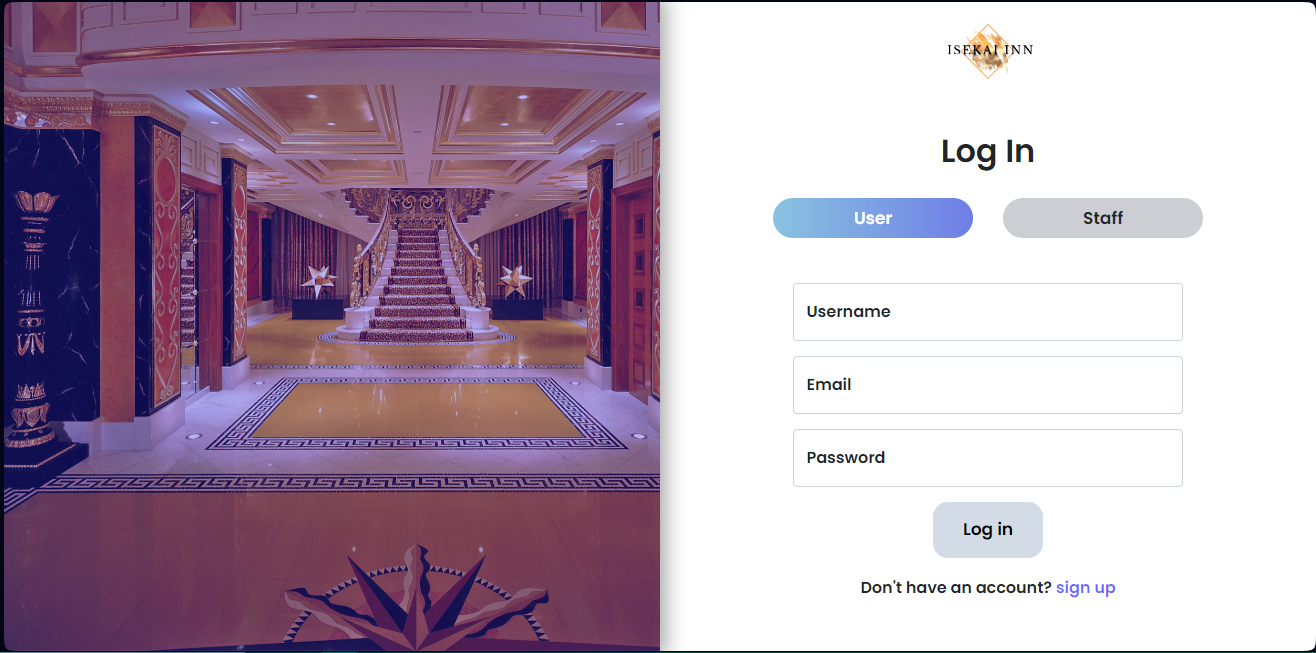 ISEKAI INN
Log In
User
Staff
Username
Email
Password
Log in
Don't have an account? sign up